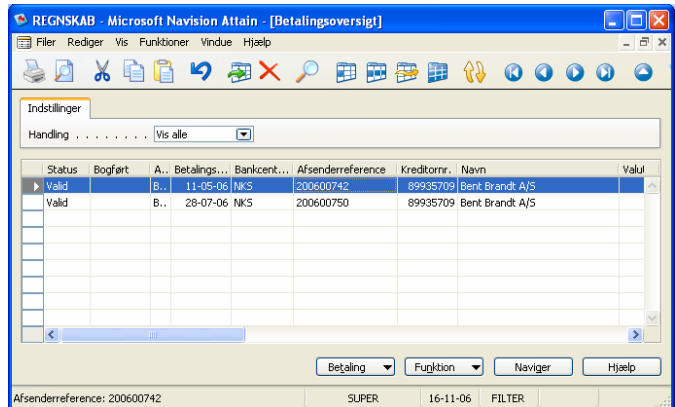 REGNSKAB - Microsoft Navision Attain - [Betalingsoversigt]
Filer Rediger Vis Funktioner Vindue Hjælp
Indstillinger
Handling . . . . . . . . Vis alle
Status Bogført A.. Betalings... Bankcent... Afsenderreference Kreditornr. Navn Valut
Valid B.. 11-05-06 NKS 200600742 89935709 Bent Brandt A/S
Valid B.. 28-07-06 NKS 200600750 89935709 Bent Brandt A/S
Betaling Funktion Naviger Hjælp
Afsenderreference: 200600742 SUPER 16-11-06 FILTER